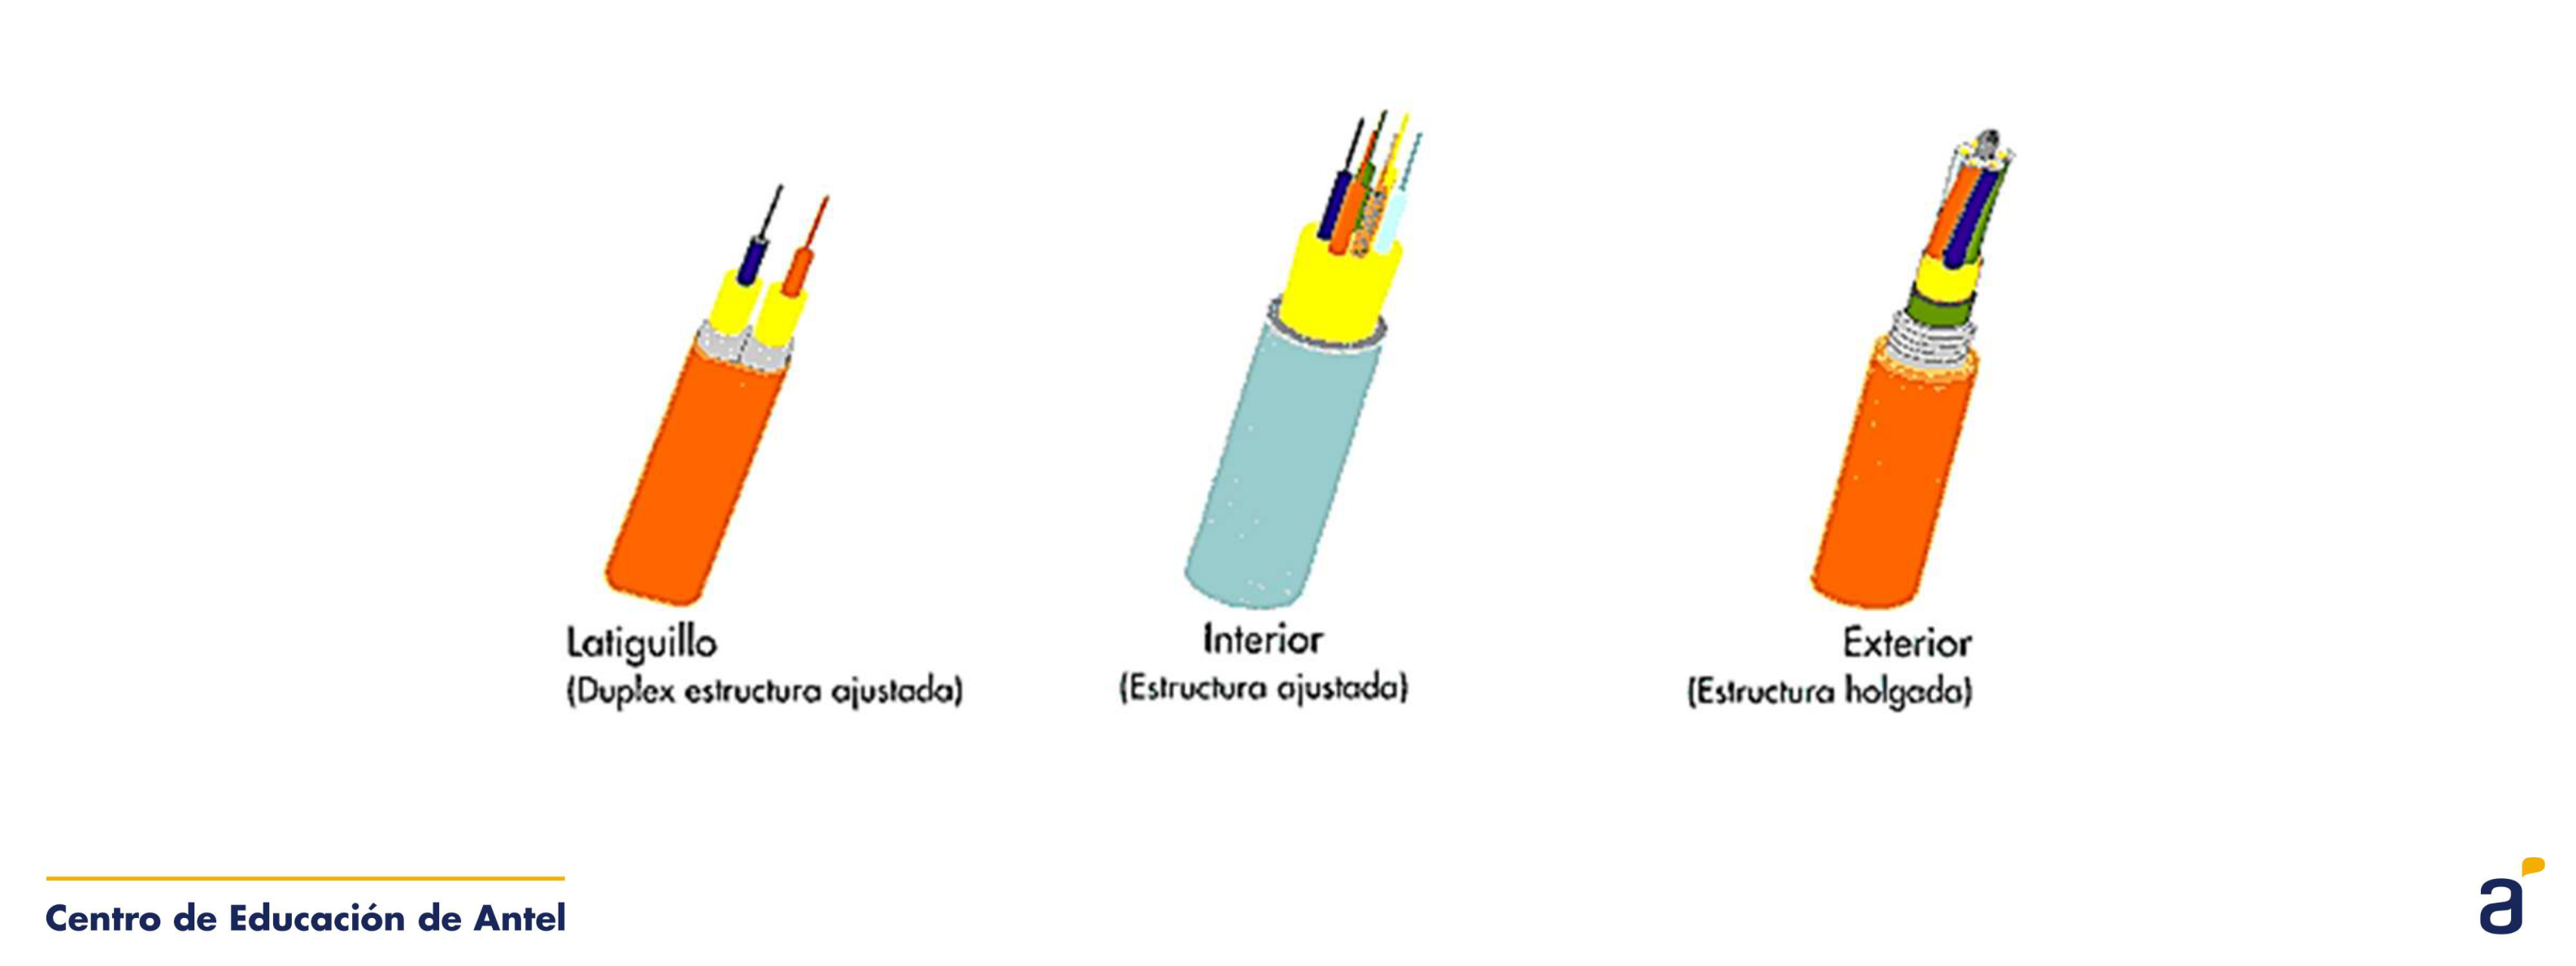 Latiguillo
(Duplex estructura ajustada)
Interior
(Estructura ajustada)
Exterior
(Estructura holgada)
Centro de Educación de Antel
a